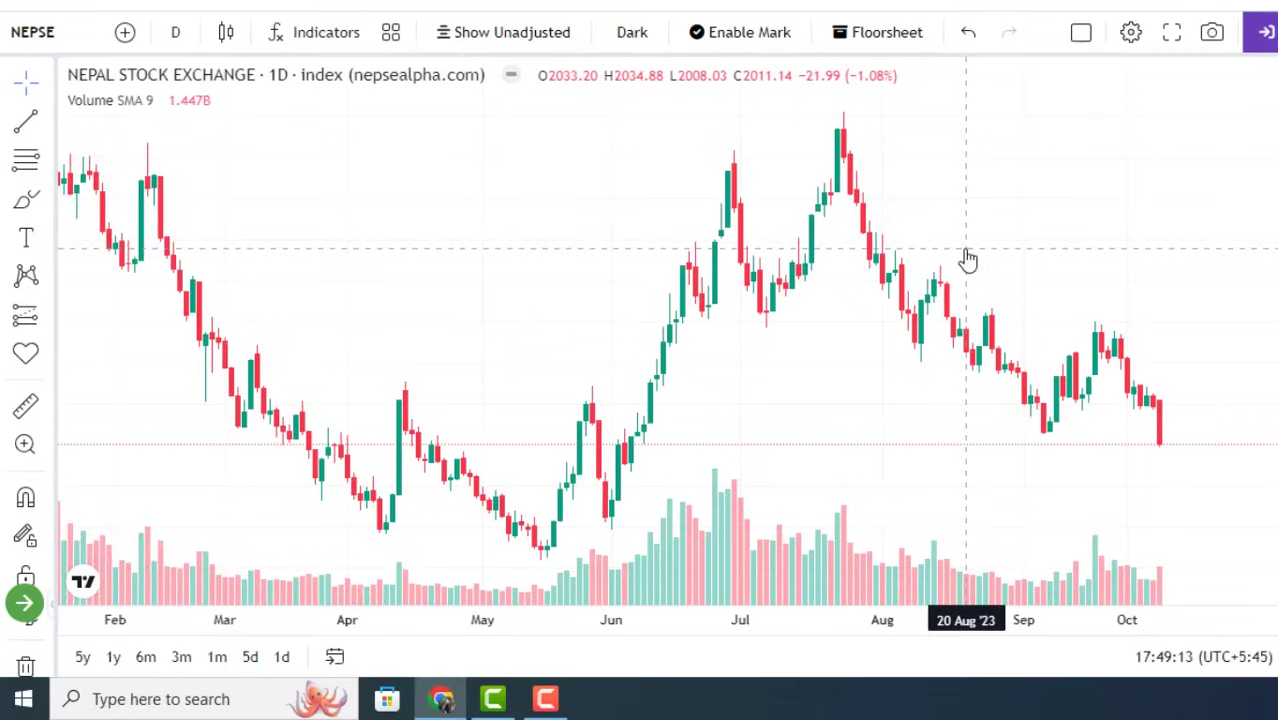 NEPSE D Indicators Show Unadjusted Dark Enable Mark Floorsheet
NEPAL STOCK EXCHANGE · 1D · index (nepsealpha.com) O2033.20 H2034.88 L2008.03 C2011.14 −21.99 (−1.08%)
Volume SMA 9 1.447B
Feb Mar Apr May Jun Jul Aug 20 Aug '23 Sep Oct
5y 1y 6m 3m 1m 5d 1d 17:49:13 (UTC+5:45)
Type here to search